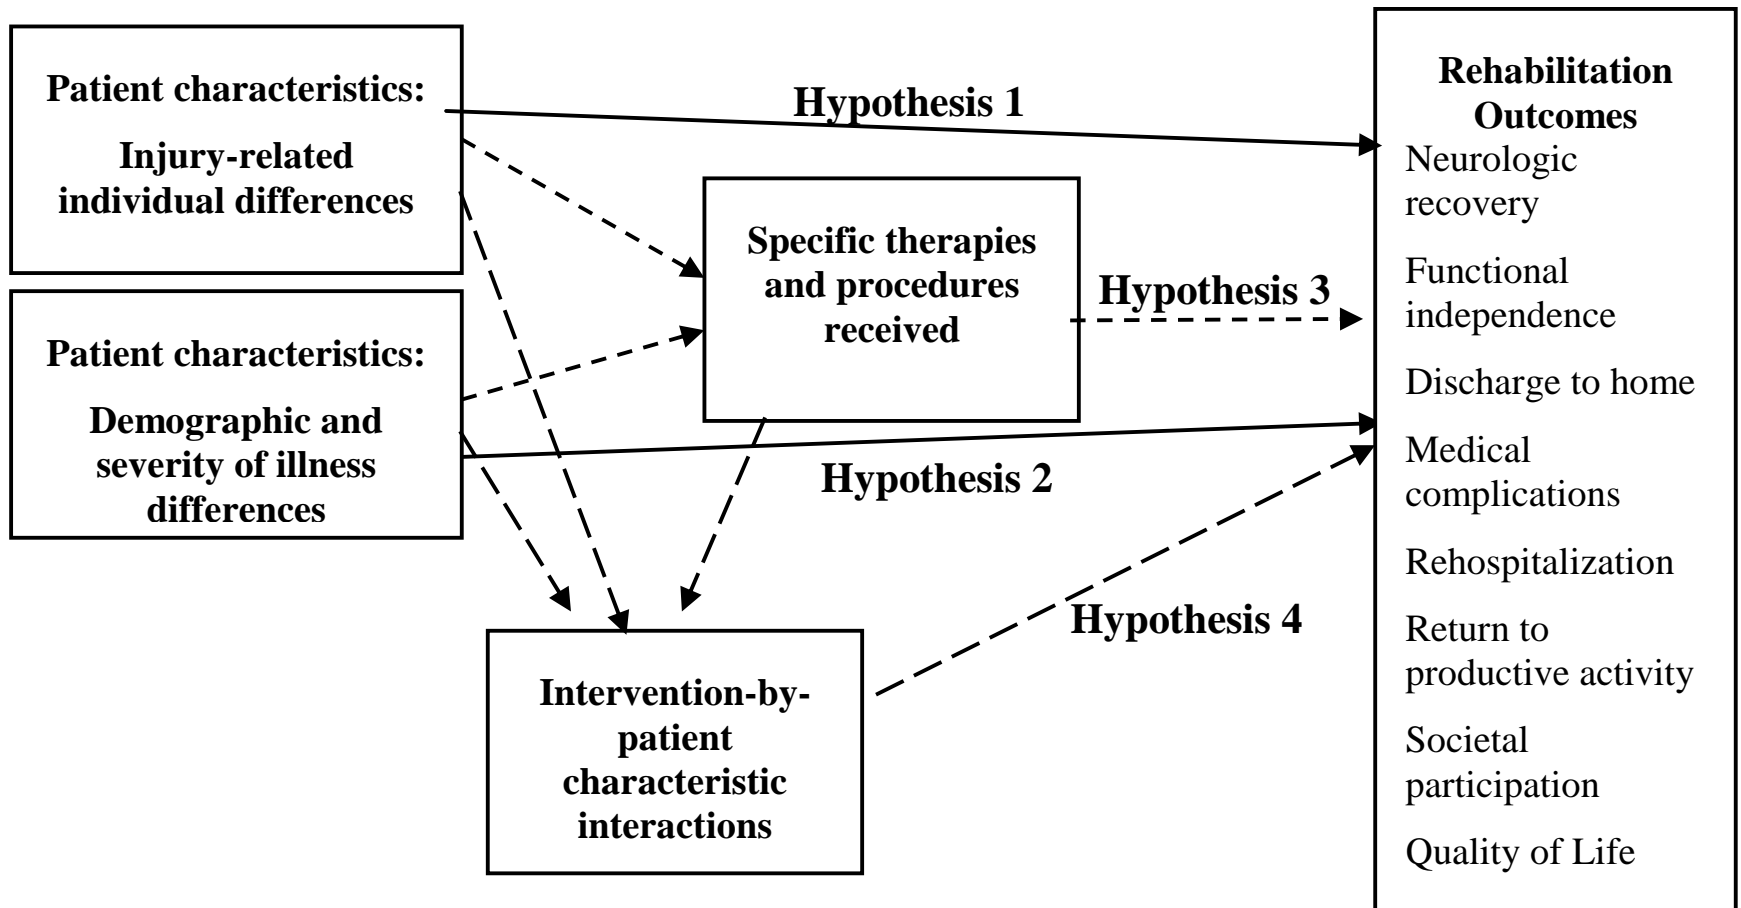 Patient characteristics:
Injury-related
individual differences
Patient characteristics:
Demographic and
severity of illness
differences
Hypothesis 1
Specific therapies
and procedures
received
Hypothesis 3
Hypothesis 2
Hypothesis 4
Intervention-by-
patient
characteristic
interactions
Rehabilitation
Outcomes
Neurologic
recovery
Functional
independence
Discharge to home
Medical
complications
Rehospitalization
Return to
productive activity
Societal
participation
Quality of Life